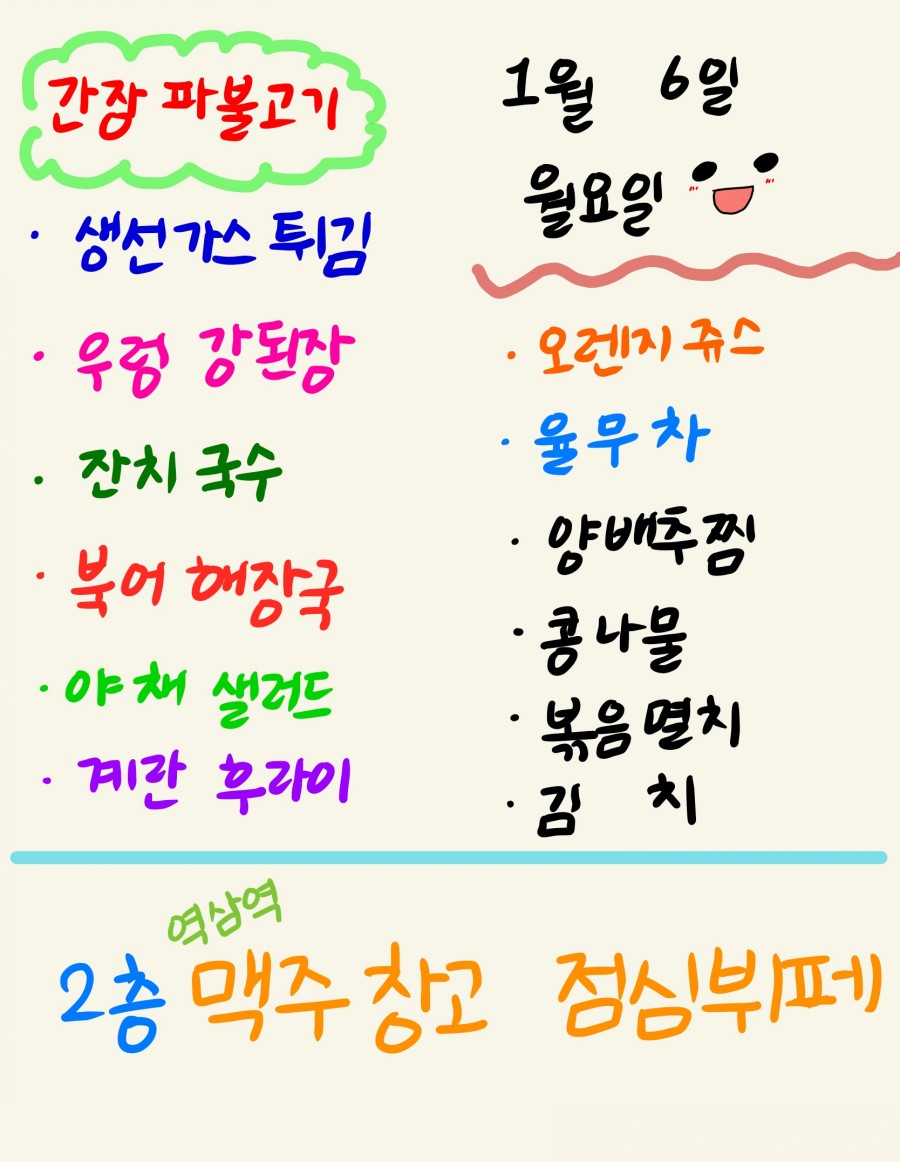 간장 파불고기
· 생선가스 튀김
· 우렁 강된장
· 잔치 국수
· 북어 해장국
· 야채 샐러드
· 계란 후라이
1월 6일
월요일
· 오렌지 쥬스
· 율무차
· 양배추찜
· 콩나물
· 볶음멸치
· 김 치
역삼역
2층 맥주창고 점심뷔페